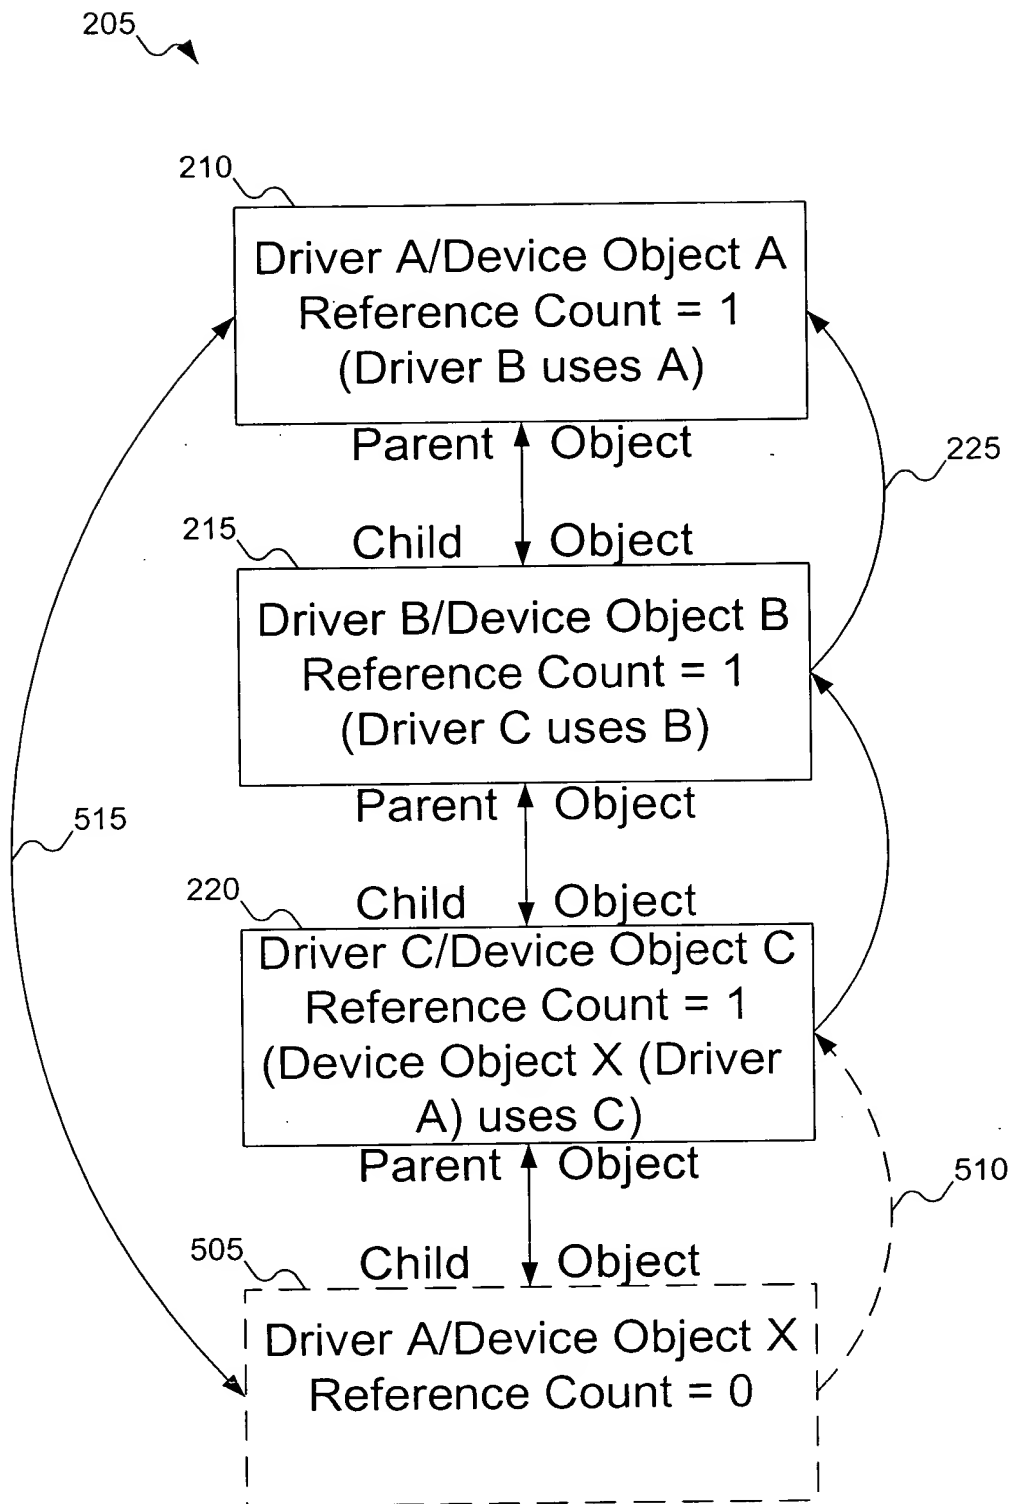 205
210
Driver A/Device Object A
Reference Count = 1
(Driver B uses A)
Parent Object
225
215
Child Object
Driver B/Device Object B
Reference Count = 1
(Driver C uses B)
Parent Object
515
220
Child Object
Driver C/Device Object C
Reference Count = 1
(Device Object X (Driver
A) uses C)
Parent Object
510
505
Child Object
Driver A/Device Object X
Reference Count = 0